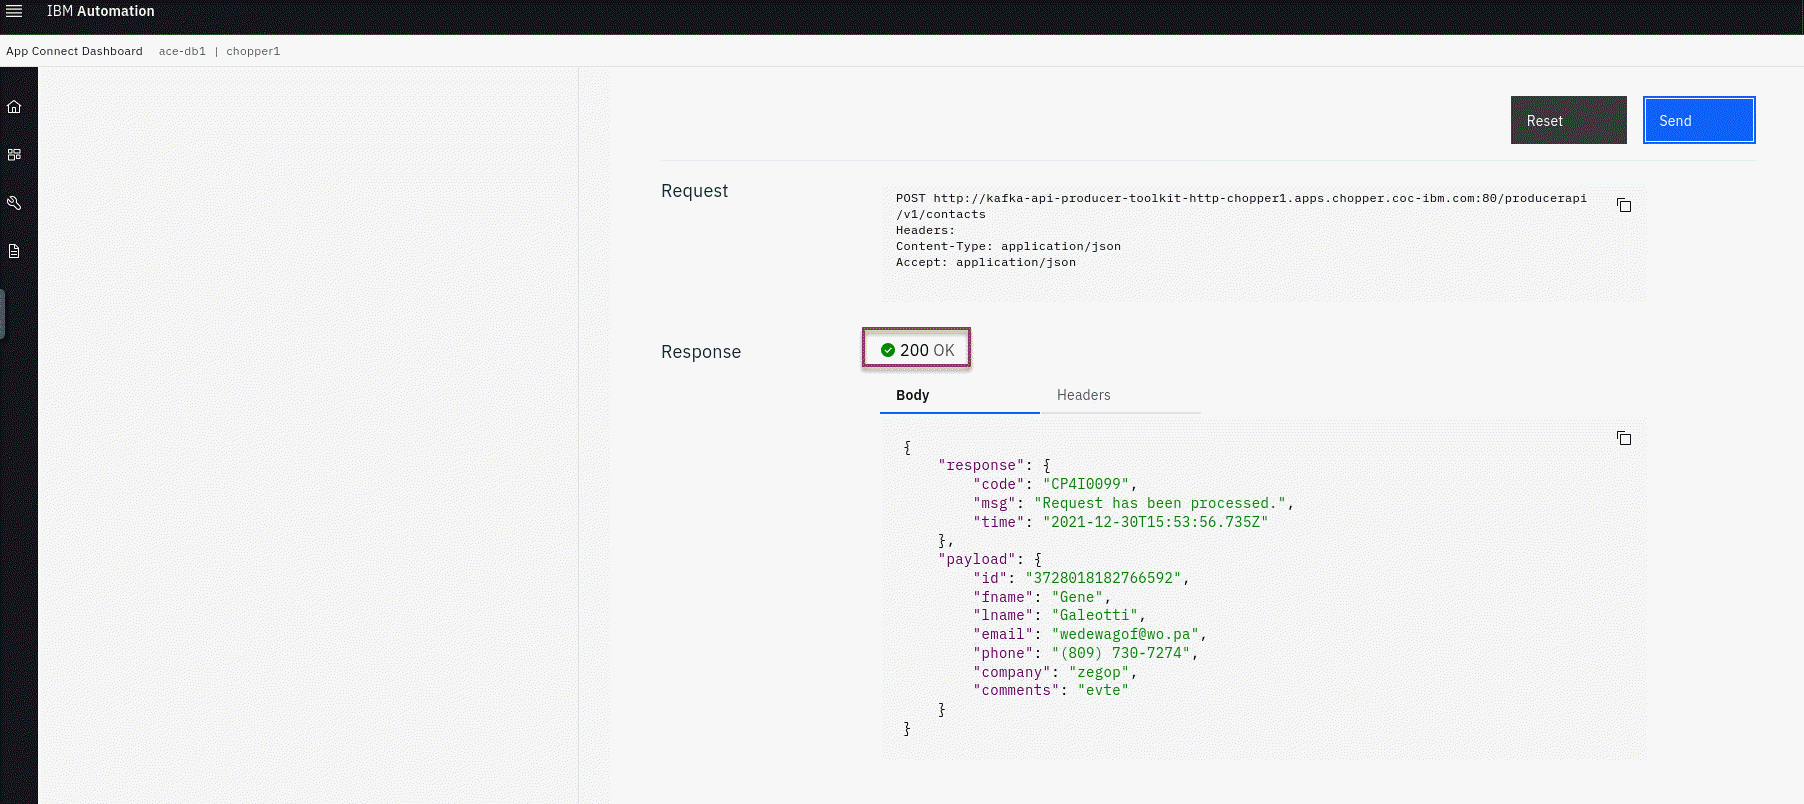 IBM Automation
App Connect Dashboard ace-db1 | chopper1
Reset Send
Request
POST http://kafka-api-producer-toolkit-http-chopper1.apps.chopper.coc-ibm.com:80/producerapi
/v1/contacts
Headers:
Content-Type: application/json
Accept: application/json
Response
200 OK
Body Headers
{
"response": {
"code": "CP4I0099",
"msg": "Request has been processed.",
"time": "2021-12-30T15:53:56.735Z"
},
"payload": {
"id": "3728018182766592",
"fname": "Gene",
"lname": "Galeotti",
"email": "wedewagof@wo.pa",
"phone": "(809) 730-7274",
"company": "zegop",
"comments": "evte"
}
}